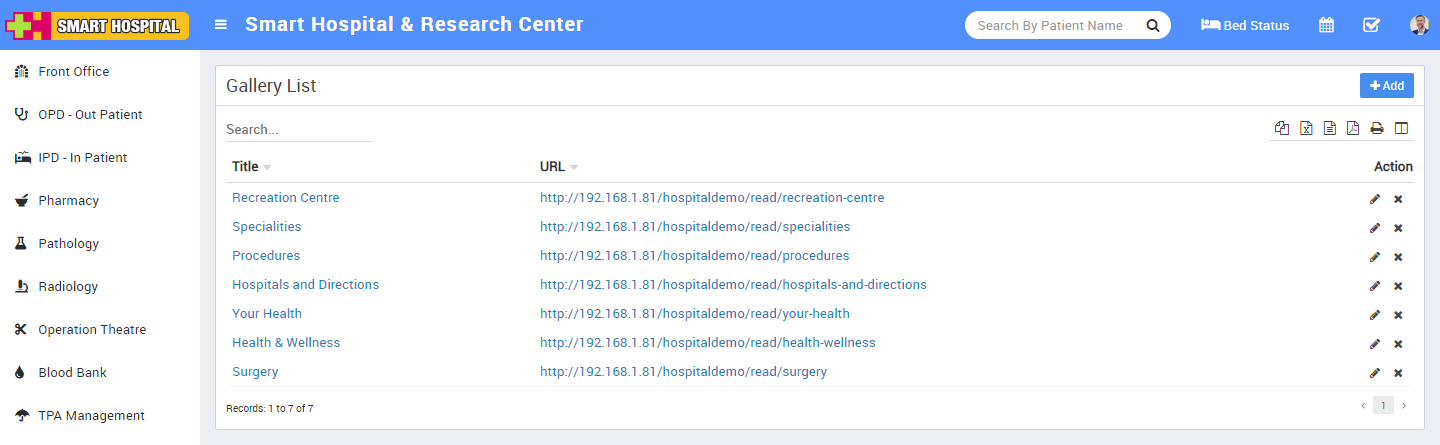 SMART HOSPITAL
Smart Hospital & Research Center
Search By Patient Name
Bed Status
Front Office
OPD - Out Patient
IPD - In Patient
Pharmacy
Pathology
Radiology
Operation Theatre
Blood Bank
TPA Management
Gallery List
Add
Search...
Title URL Action
Recreation Centre http://192.168.1.81/hospitaldemo/read/recreation-centre
Specialities http://192.168.1.81/hospitaldemo/read/specialities
Procedures http://192.168.1.81/hospitaldemo/read/procedures
Hospitals and Directions http://192.168.1.81/hospitaldemo/read/hospitals-and-directions
Your Health http://192.168.1.81/hospitaldemo/read/your-health
Health & Wellness http://192.168.1.81/hospitaldemo/read/health-wellness
Surgery http://192.168.1.81/hospitaldemo/read/surgery
Records: 1 to 7 of 7
1